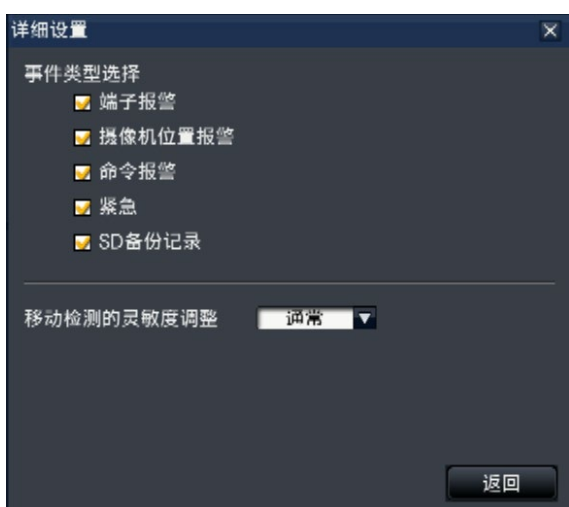 详细设置
事件类型选择
端子报警
摄像机位置报警
命令报警
紧急
SD备份记录
移动检测的灵敏度调整 通常
返回